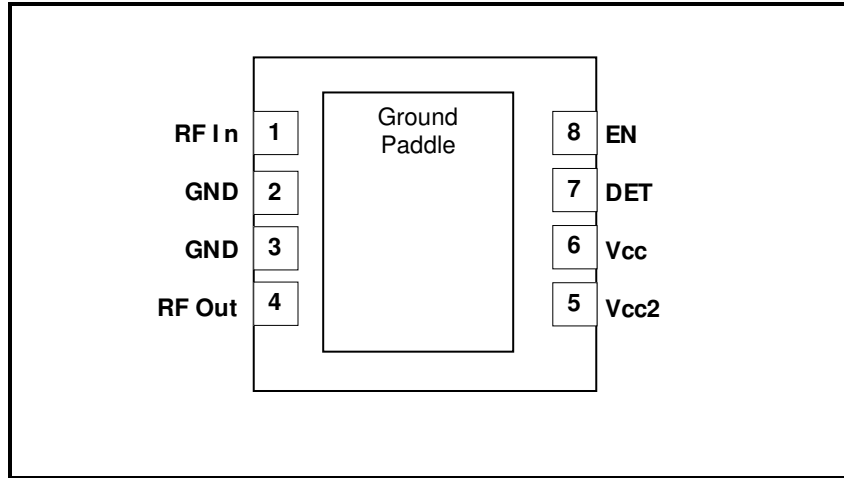 Ground
Paddle
RF In 1
GND 2
GND 3
RF Out 4
8 EN
7 DET
6 Vcc
5 Vcc2